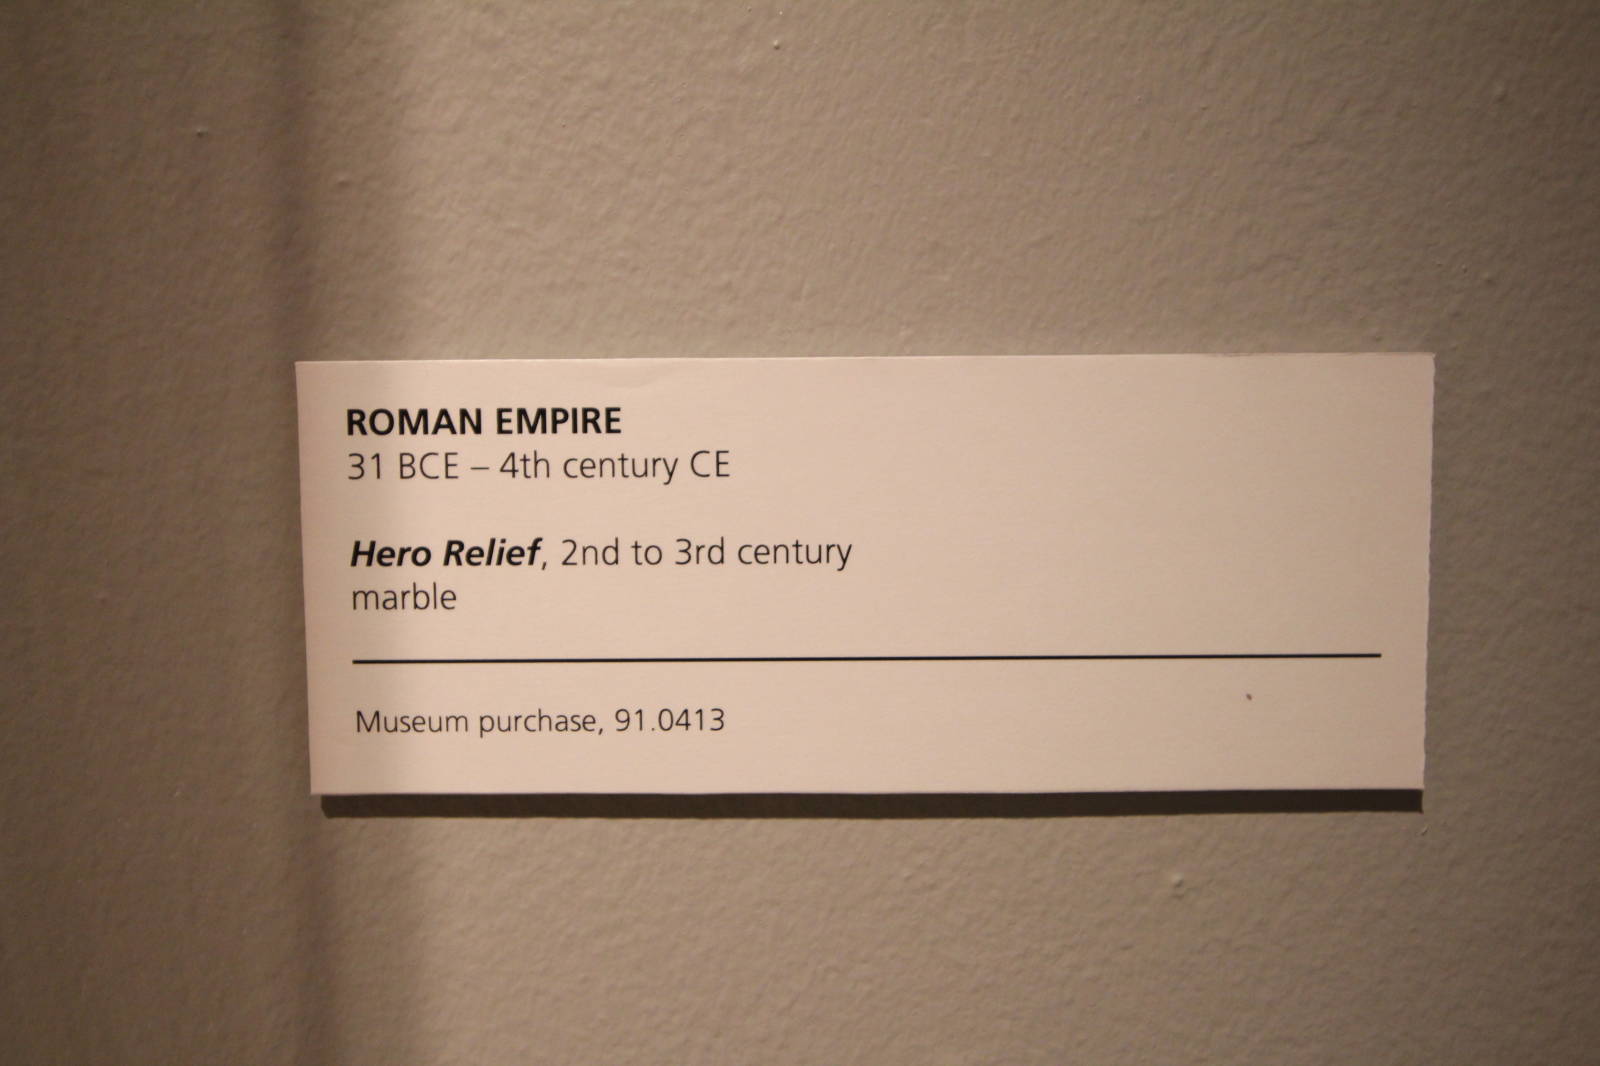 ROMAN EMPIRE
31 BCE – 4th century CE
Hero Relief, 2nd to 3rd century
marble
Museum purchase, 91.0413